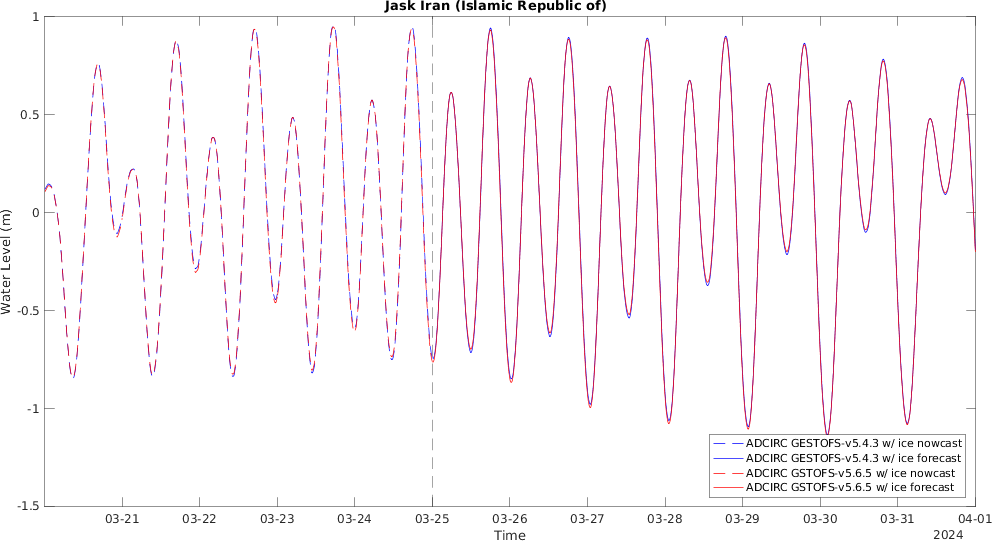 Jask Iran (Islamic Republic of)
1
0.5
0
-0.5
-1
-1.5
Water Level (m)
ADCIRC GESTOFS-v5.4.3 w/ ice nowcast
ADCIRC GESTOFS-v5.4.3 w/ ice forecast
ADCIRC GSTOFS-v5.6.5 w/ ice nowcast
ADCIRC GSTOFS-v5.6.5 w/ ice forecast
03-21 03-22 03-23 03-24 03-25 03-26 03-27 03-28 03-29 03-30 03-31 04-01
Time
2024